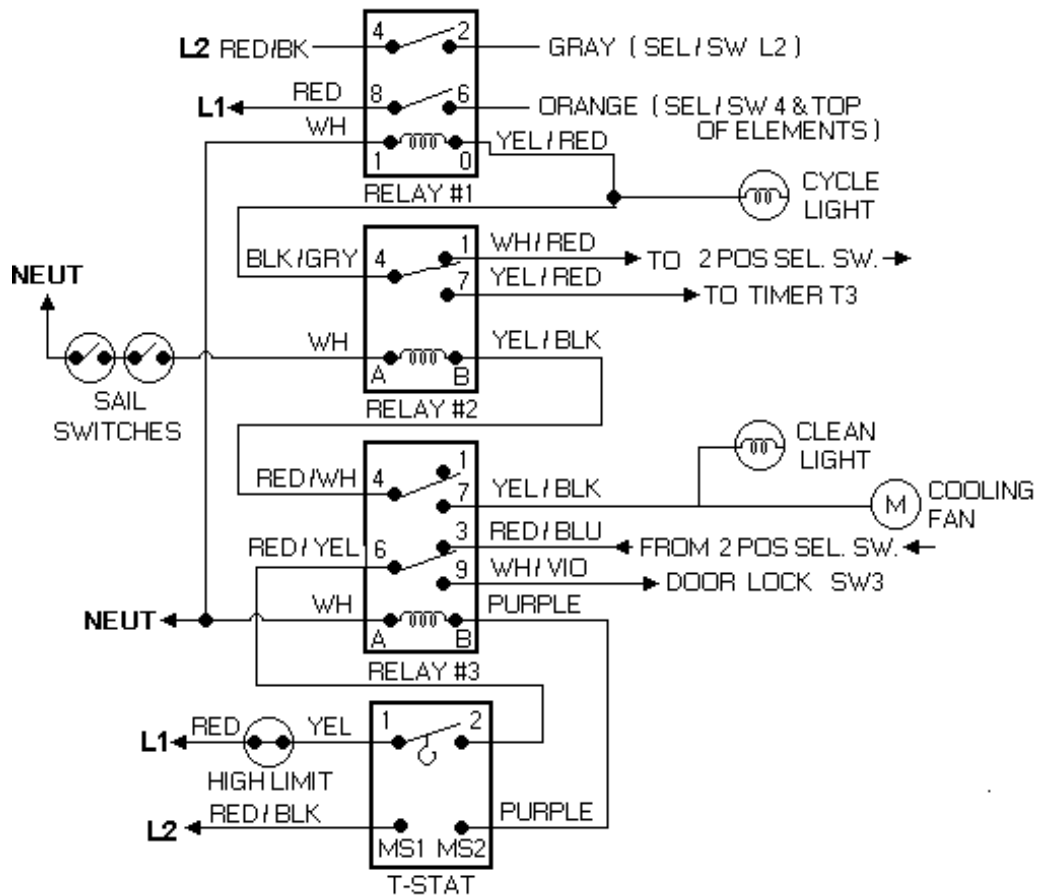 4 2
L2 RED/BK GRAY (SEL/SW L2)
RED 8 6
L1 ORANGE (SEL/SW 4 & TOP
OF ELEMENTS)
WH YEL/RED
1 0
RELAY #1
CYCLE
LIGHT
BLK/GRY 4 1 WH/RED TO 2 POS SEL. SW.
7 YEL/RED TO TIMER T3
NEUT
WH YEL/BLK
A B
RELAY #2
SAIL
SWITCHES
CLEAN
LIGHT
RED/WH 4 1
7 YEL/BLK M COOLING
FAN
RED/YEL 6 3 RED/BLU FROM 2 POS SEL. SW.
9 WH/VIO DOOR LOCK SW3
NEUT WH PURPLE
A B
RELAY #3
L1 RED YEL 1 2
HIGH LIMIT
L2 RED/BLK PURPLE
MS1 MS2
T-STAT